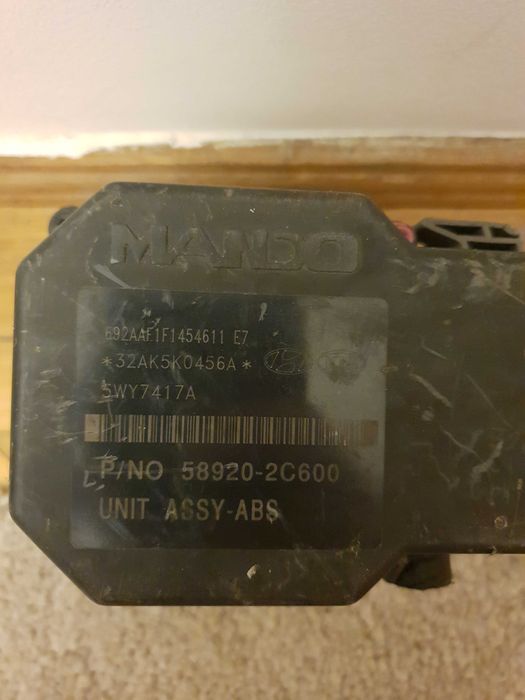 MANDO
692AAF1F1454611 E7
*32AK5K0456A*
5WY7417A
P/NO 58920-2C600
UNIT ASSY-ABS